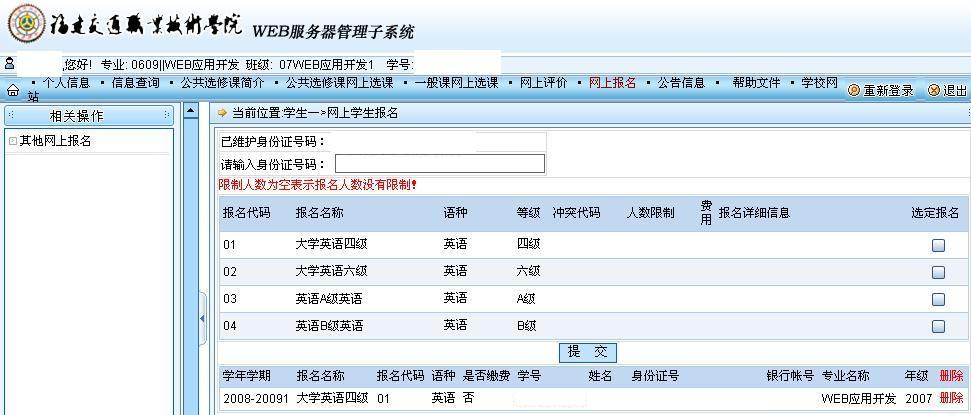 福建交通職業技術學院 WEB服务器管理子系统
,您好! 专业: 0609||WEB应用开发 班级: 07WEB应用开发1 学号:
· 个人信息 · 信息查询 · 公共选修课简介 · 公共选修课网上选课 · 一般课网上选课 · 网上评价 · 网上报名 · 公告信息 · 帮助文件 · 学校网站
重新登录 退出
相关操作
其他网上报名
当前位置:学生—>网上学生报名
已维护身份证号码:
请输入身份证号码:
限制人数为空表示报名人数没有限制!
报名代码 报名名称 语种 等级 冲突代码 人数限制 费用 报名详细信息 选定报名
01 大学英语四级 英语 四级
02 大学英语六级 英语 六级
03 英语A级英语 英语 A级
04 英语B级英语 英语 B级
提 交
学年学期 报名名称 报名代码 语种 是否缴费 学号 姓名 身份证号 银行帐号 专业名称 年级 删除
2008-20091 大学英语四级 01 英语 否 WEB应用开发 2007 删除